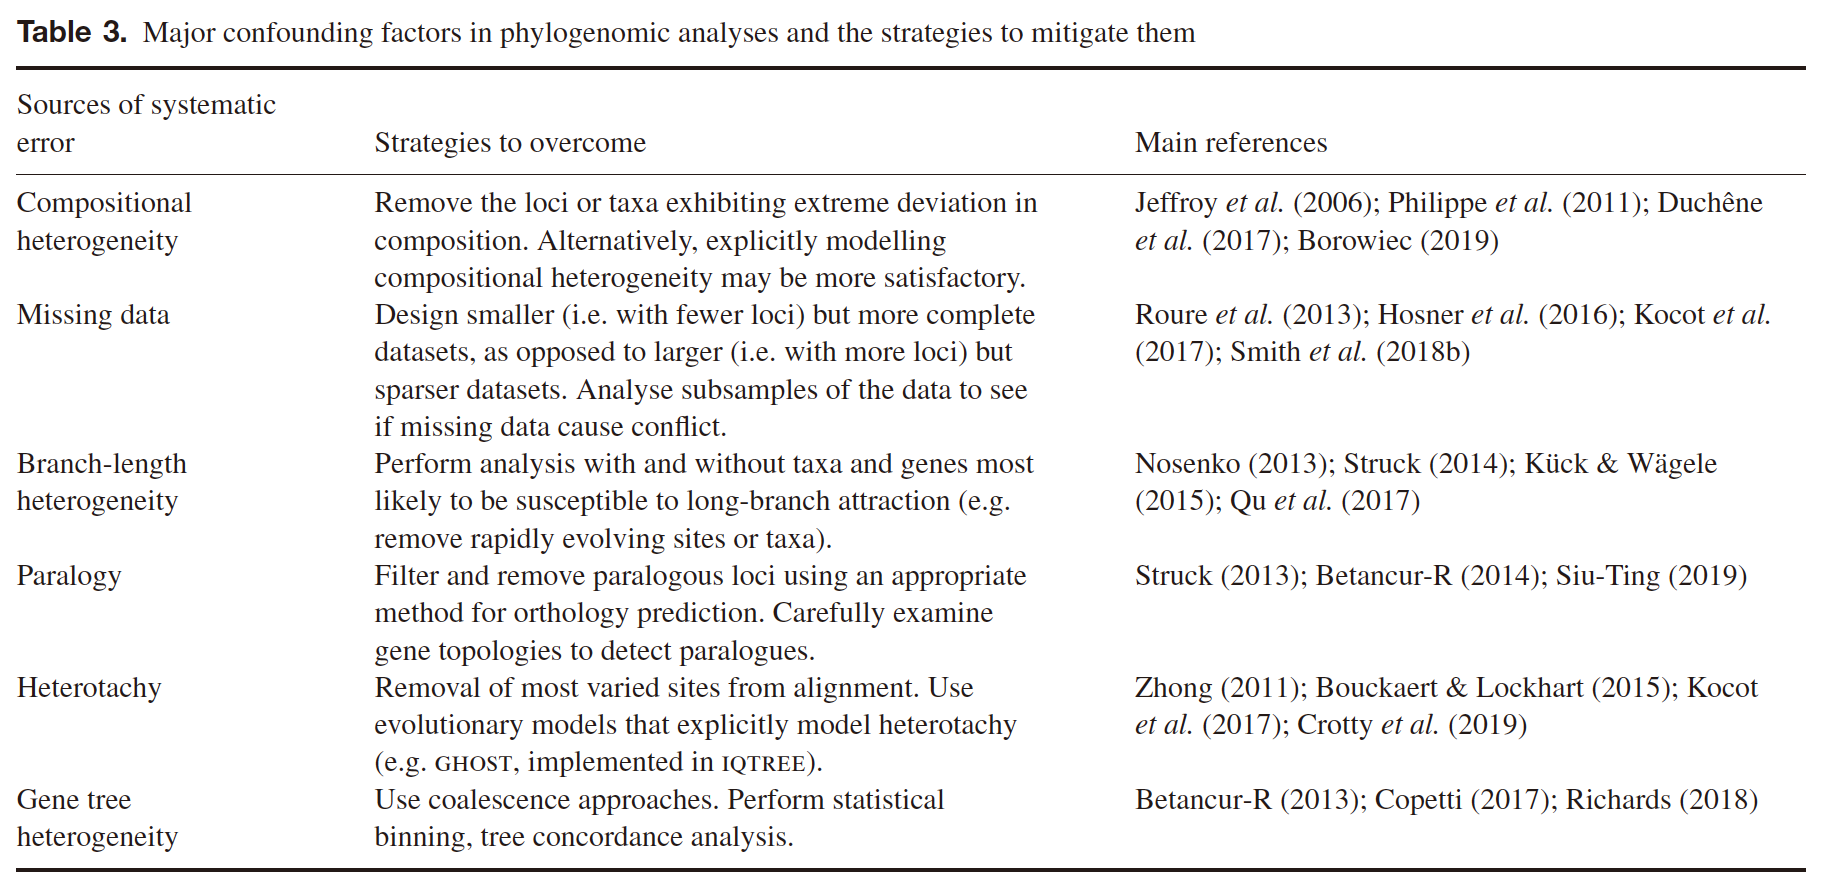 Table 3. Major confounding factors in phylogenomic analyses and the strategies to mitigate them
Sources of systematic
error
Strategies to overcome
Main references
Compositional
heterogeneity
Remove the loci or taxa exhibiting extreme deviation in
composition. Alternatively, explicitly modelling
compositional heterogeneity may be more satisfactory.
Jeffroy et al. (2006); Philippe et al. (2011); Duchêne
et al. (2017); Borowiec (2019)
Missing data
Design smaller (i.e. with fewer loci) but more complete
datasets, as opposed to larger (i.e. with more loci) but
sparser datasets. Analyse subsamples of the data to see
if missing data cause conflict.
Roure et al. (2013); Hosner et al. (2016); Kocot et al.
(2017); Smith et al. (2018b)
Branch-length
heterogeneity
Perform analysis with and without taxa and genes most
likely to be susceptible to long-branch attraction (e.g.
remove rapidly evolving sites or taxa).
Nosenko (2013); Struck (2014); Kück & Wägele
(2015); Qu et al. (2017)
Paralogy
Filter and remove paralogous loci using an appropriate
method for orthology prediction. Carefully examine
gene topologies to detect paralogues.
Struck (2013); Betancur-R (2014); Siu-Ting (2019)
Heterotachy
Removal of most varied sites from alignment. Use
evolutionary models that explicitly model heterotachy
(e.g. GHOST, implemented in IQTREE).
Zhong (2011); Bouckaert & Lockhart (2015); Kocot
et al. (2017); Crotty et al. (2019)
Gene tree
heterogeneity
Use coalescence approaches. Perform statistical
binning, tree concordance analysis.
Betancur-R (2013); Copetti (2017); Richards (2018)